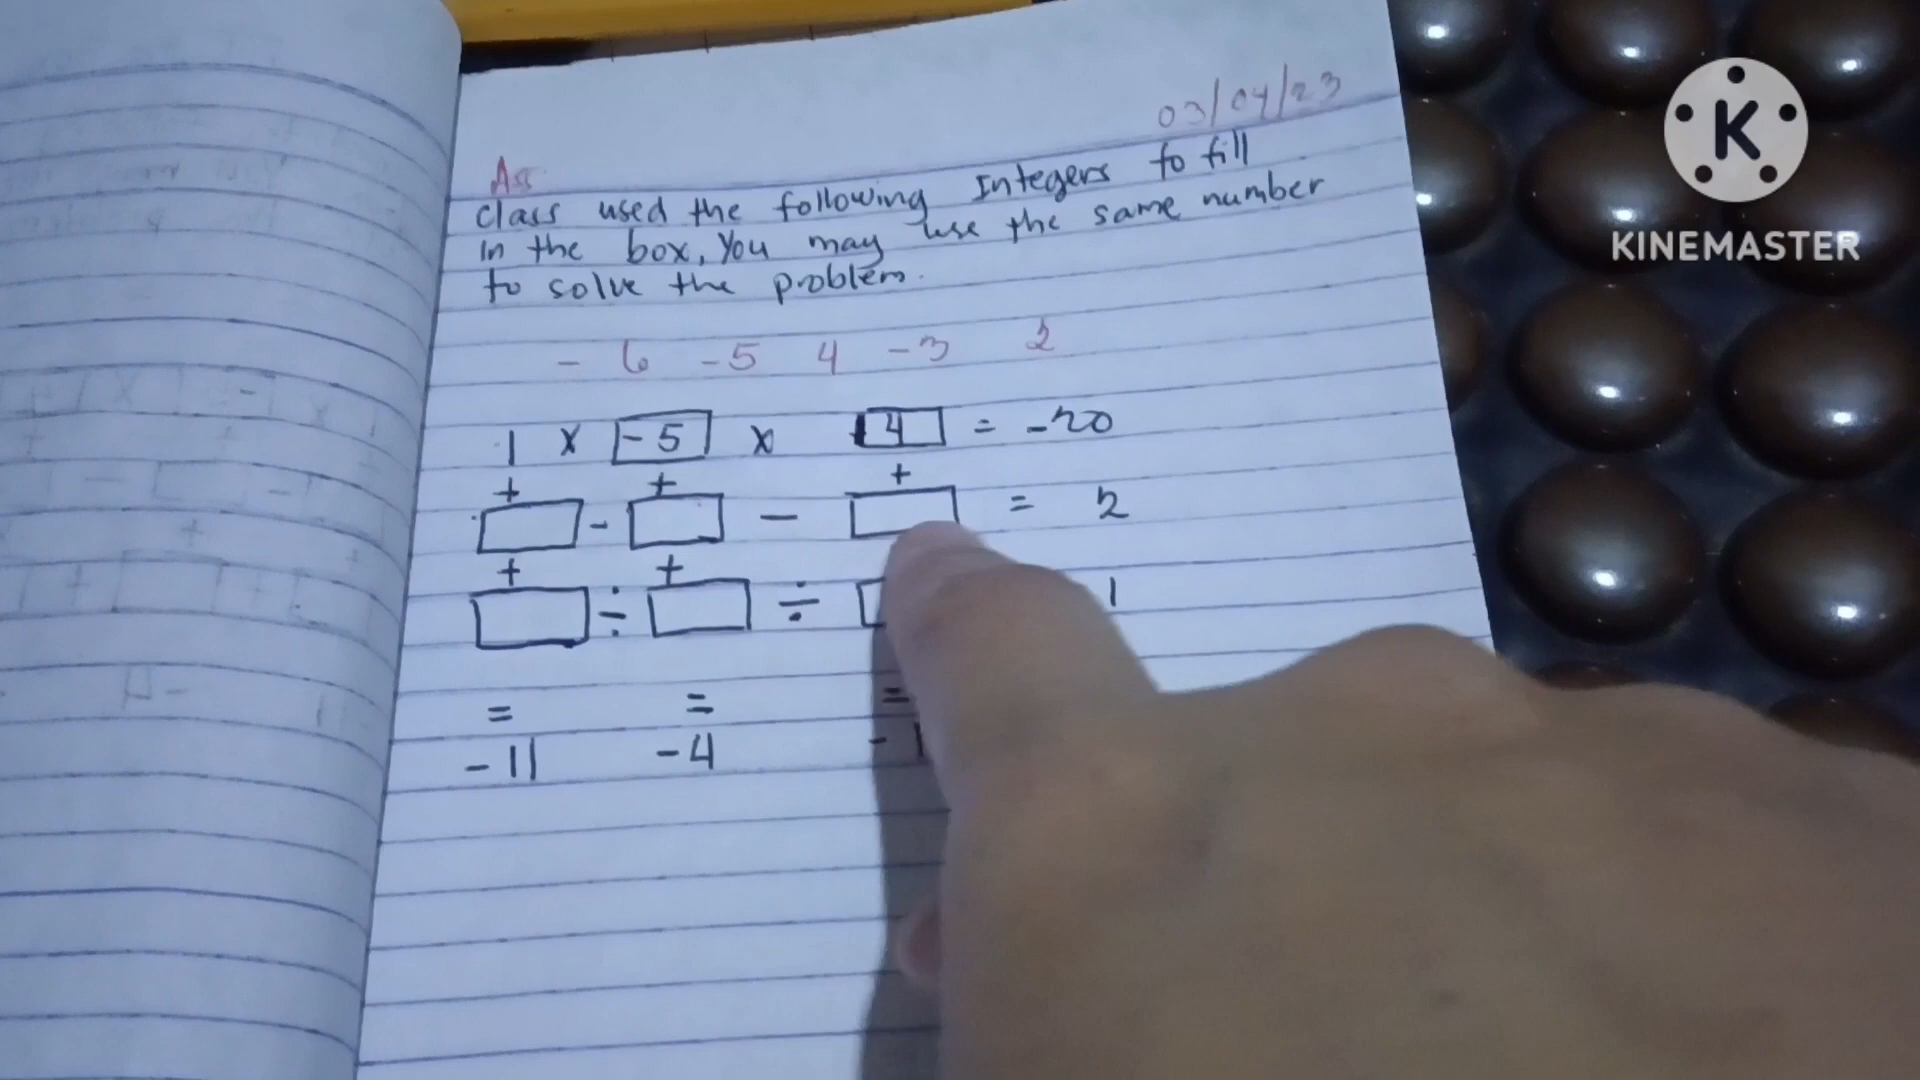 03/04/23
Ass
Class used the following Integers to fill
in the box, You may use the same number
to solve the problem.
- 6 -5 4 -3 2
1 x -5 x 4 = -20
+ + +
- - = 2
+ +
÷ ÷ 1
= = =
-11 -4
K
KINEMASTER